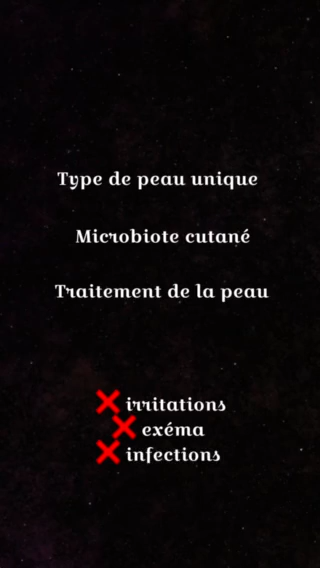 Type de peau unique
Microbiote cutané
Traitement de la peau
❌ irritations
❌ exéma
❌ infections